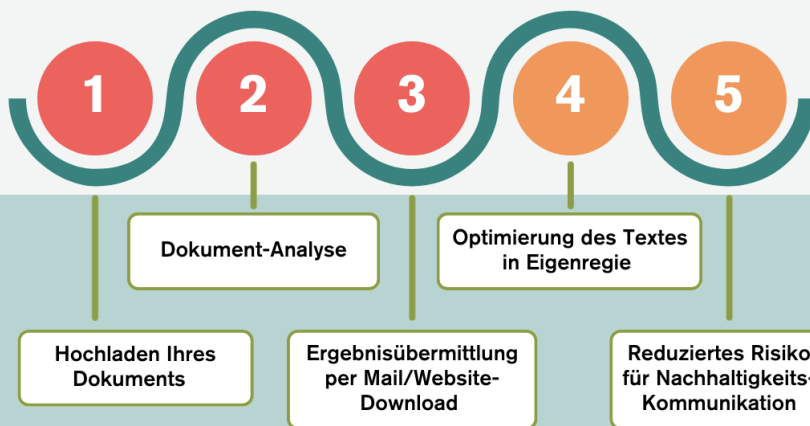 1
2
3
4
5
Hochladen Ihres
Dokuments
Dokument-Analyse
Ergebnisübermittlung
per Mail/Website-
Download
Optimierung des Textes
in Eigenregie
Reduziertes Risiko
für Nachhaltigkeits-
Kommunikation